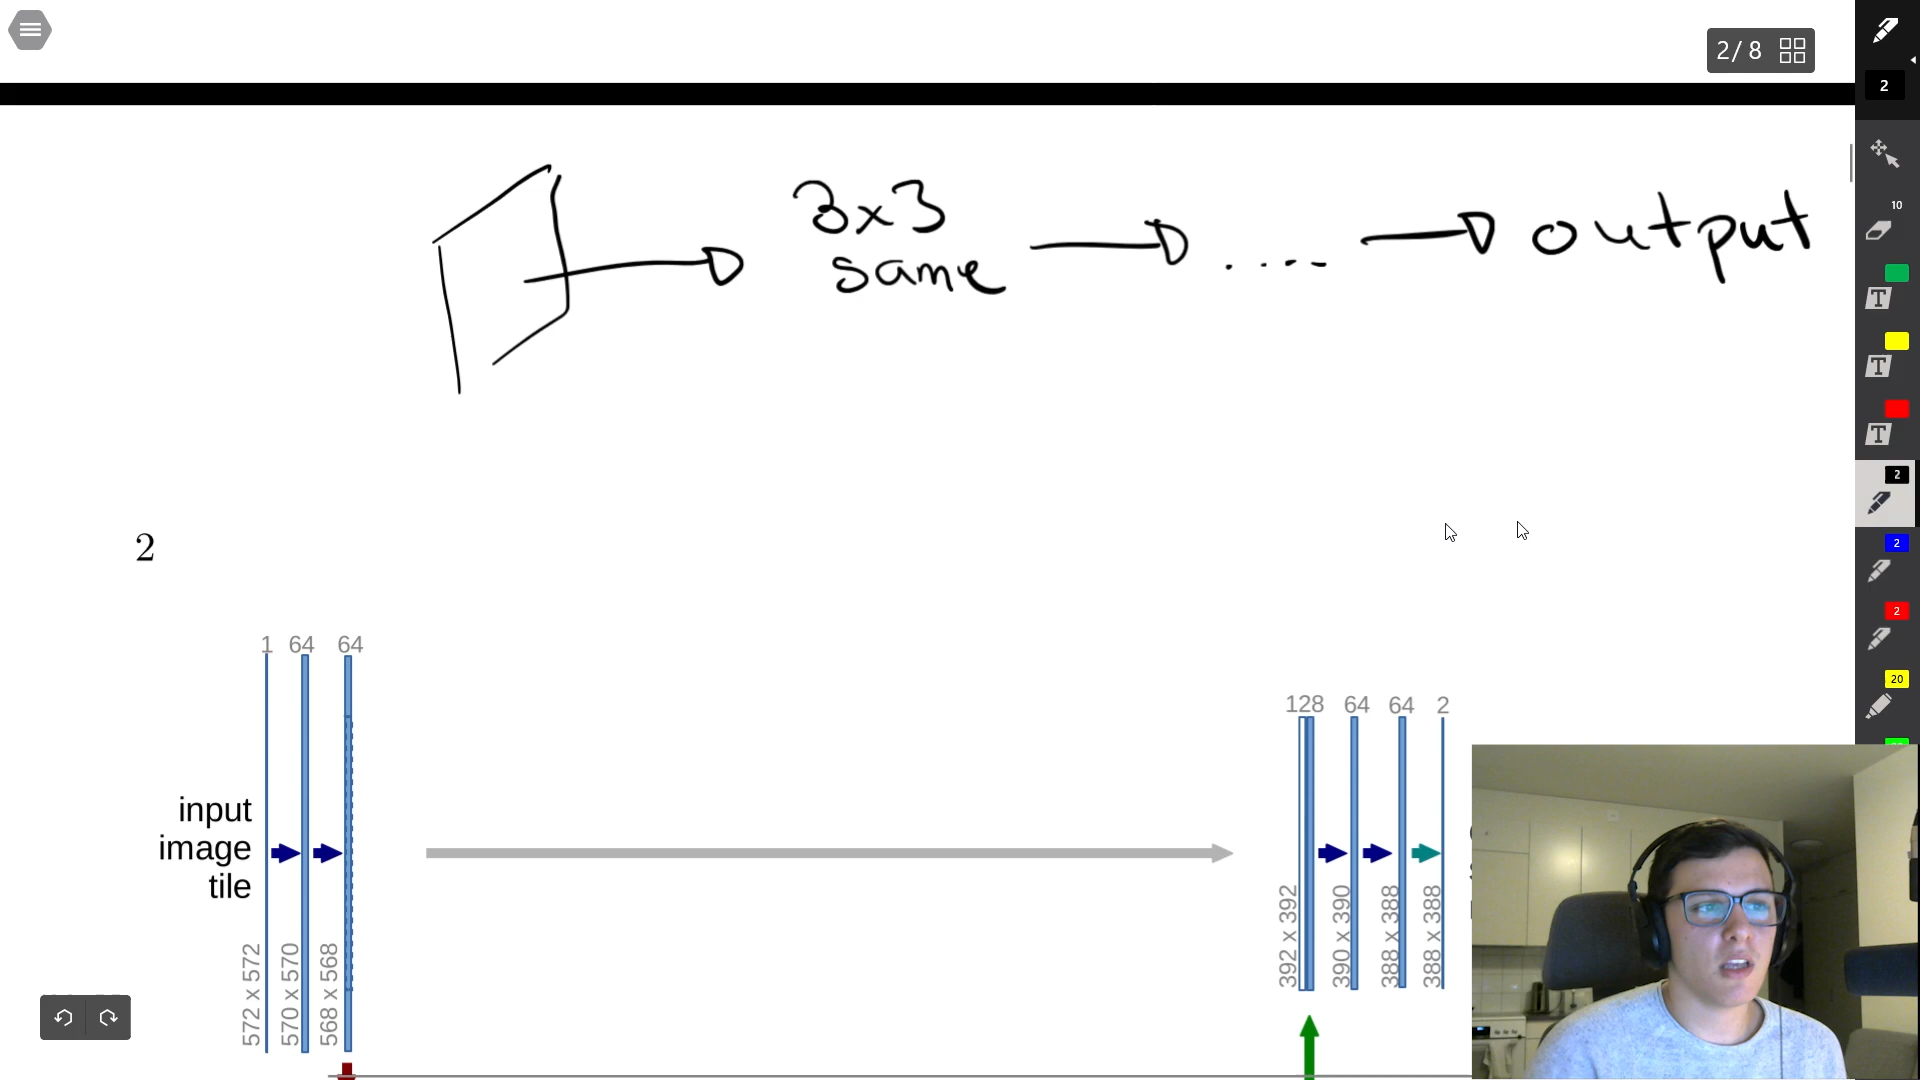 2/ 8
2
3x3
same
....
output
10
T
T
T
2
2
2
20
2
1 64 64
128 64 64 2
input
image
tile
572 x 572
570 x 570
568 x 568
392 x 392
390 x 390
388 x 388
388 x 388